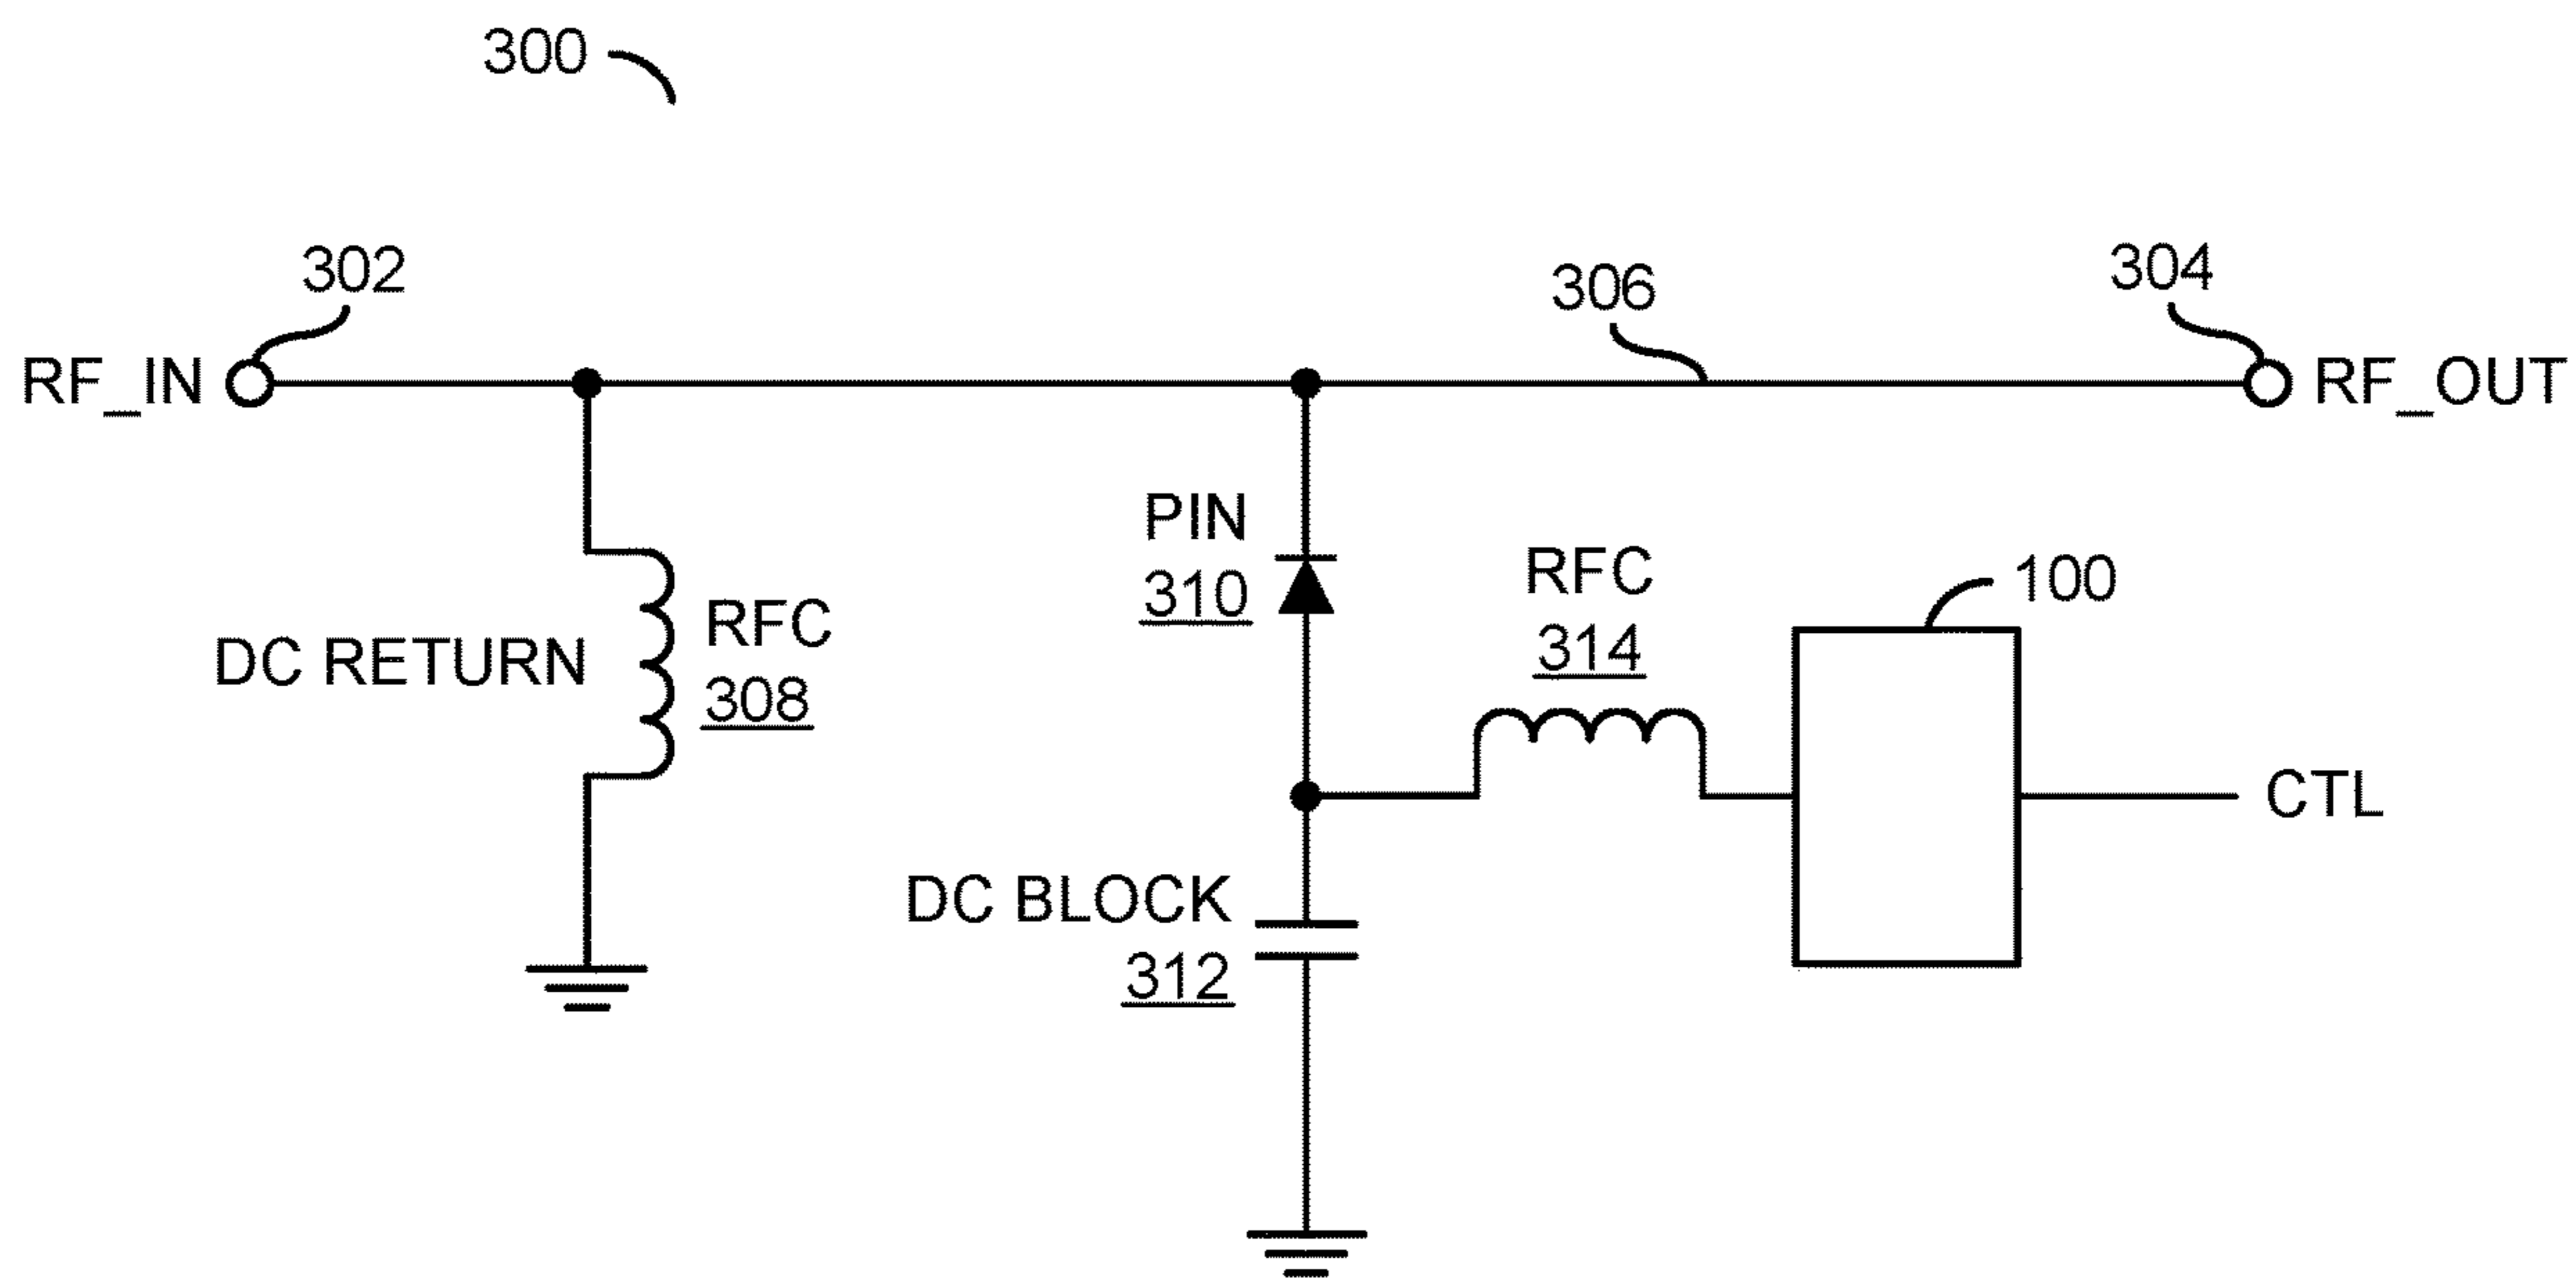 300
302
306
304
RF_IN
RF_OUT
PIN
310
RFC
314
100
DC RETURN
RFC
308
CTL
DC BLOCK
312